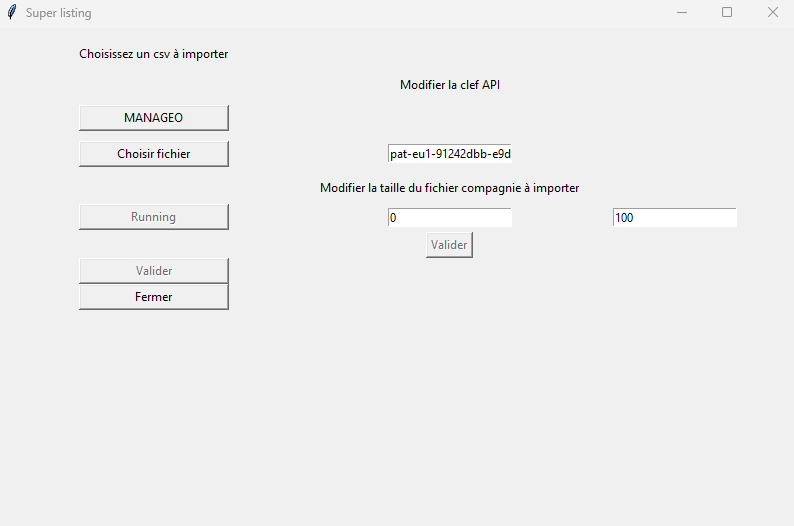 Super listing
Choisissez un csv à importer
Modifier la clef API
MANAGEO
Choisir fichier
pat-eu1-91242dbb-e9d
Modifier la taille du fichier compagnie à importer
Running
0
100
Valider
Valider
Fermer